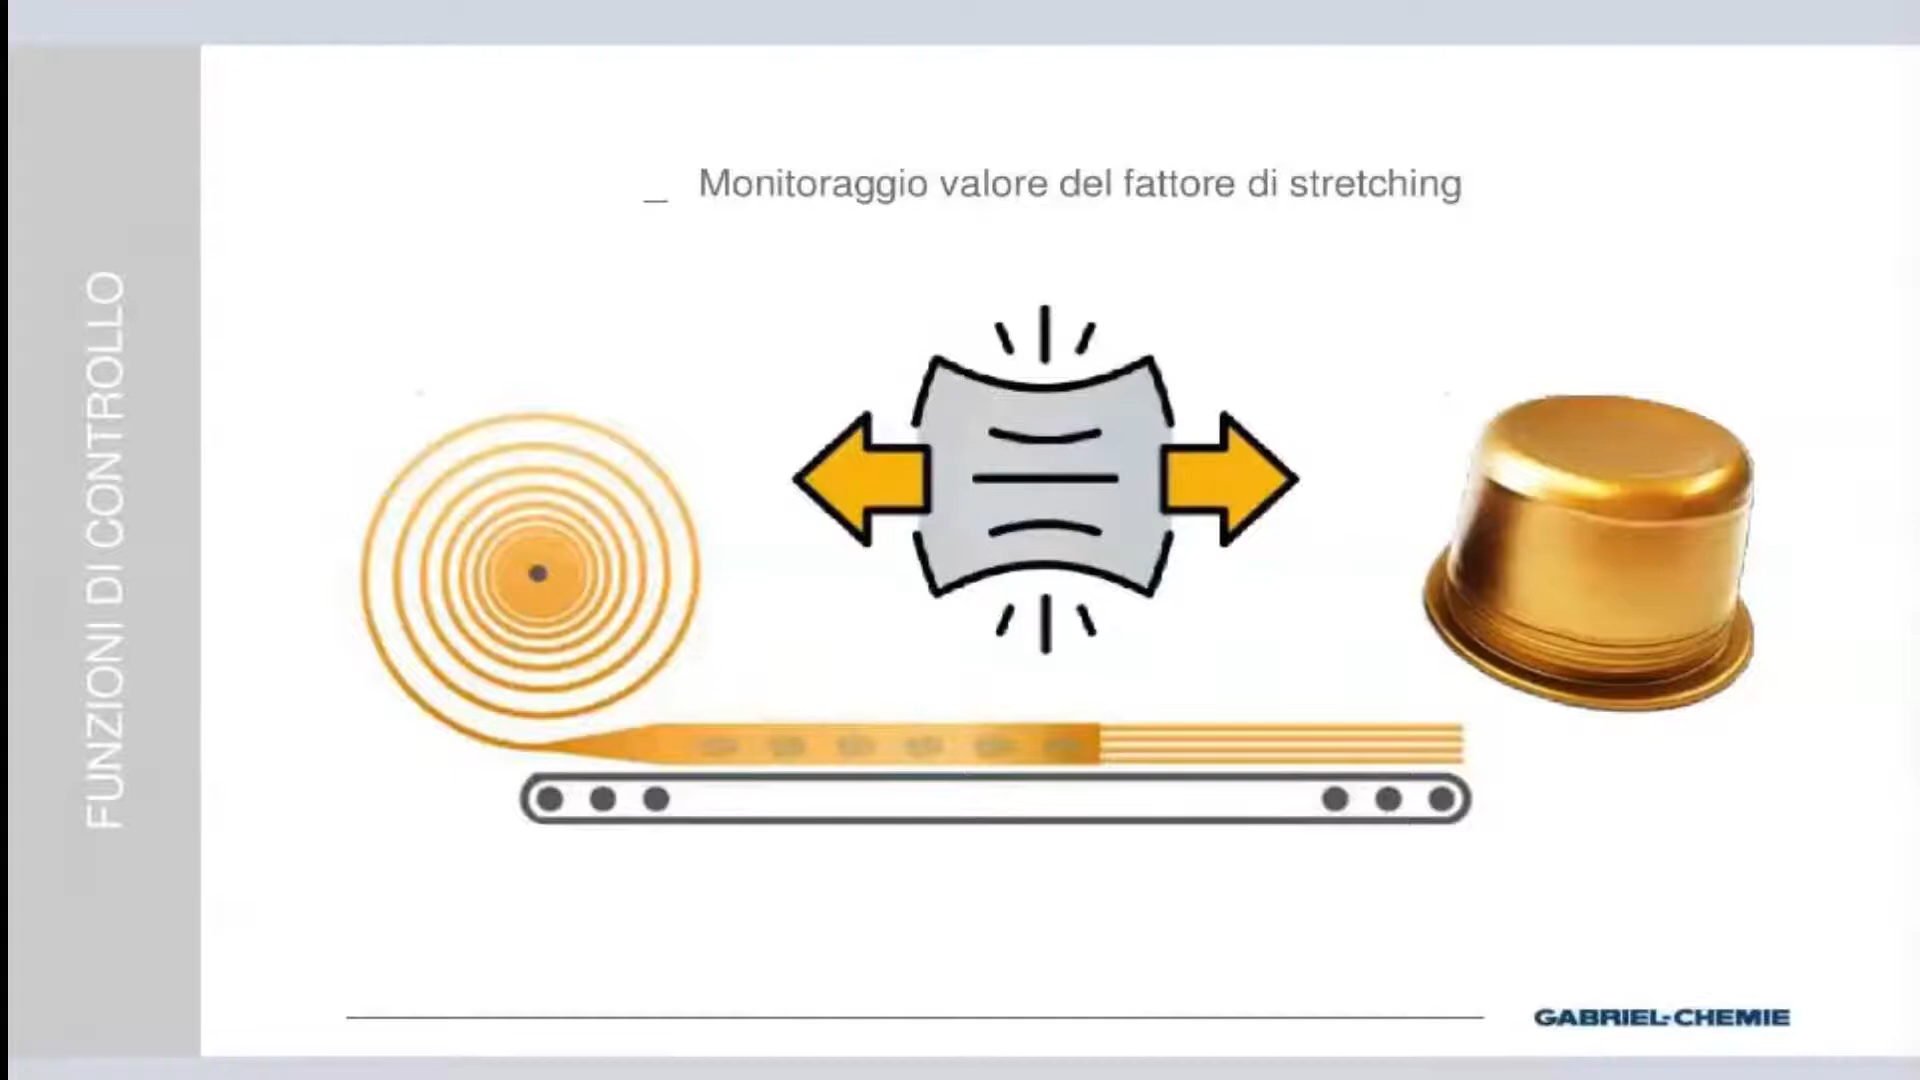 FUNZIONI DI CONTROLLO
_ Monitoraggio valore del fattore di stretching
GABRIEL-CHEMIE